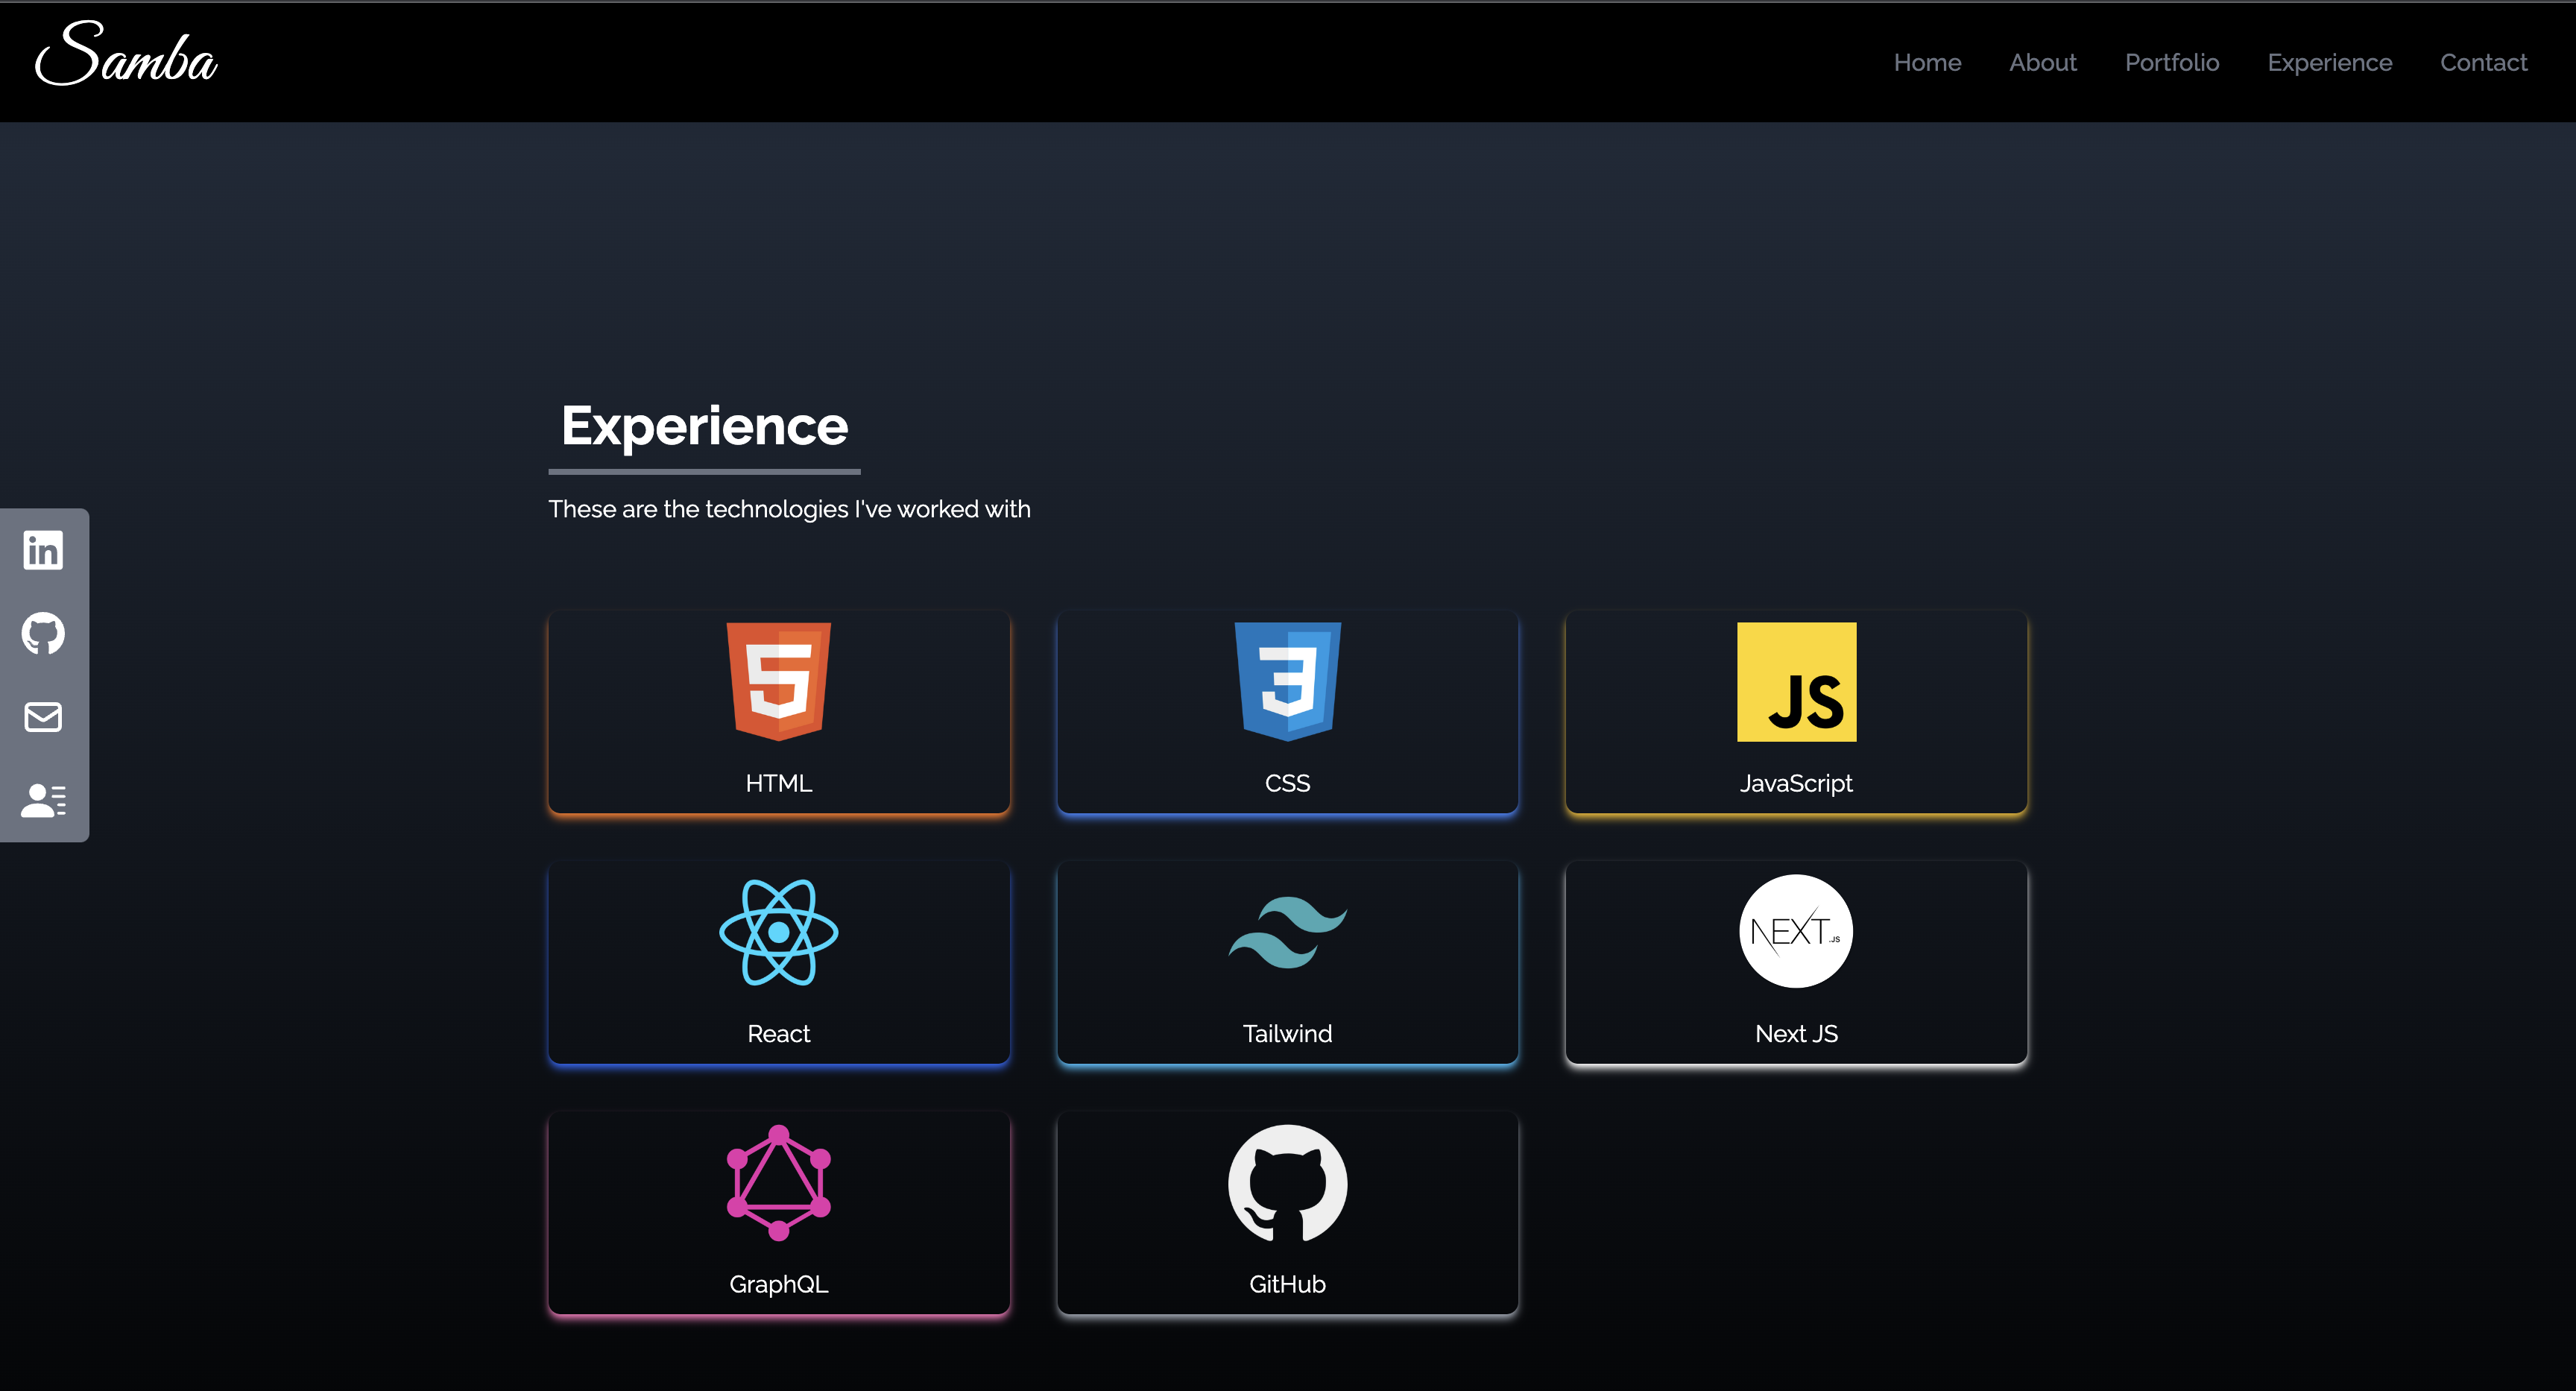 Samba
Home About Portfolio Experience Contact
Experience
These are the technologies I've worked with
in
5
3
JS
HTML
CSS
JavaScript
NEXT.JS
React
Tailwind
Next JS
GraphQL
GitHub